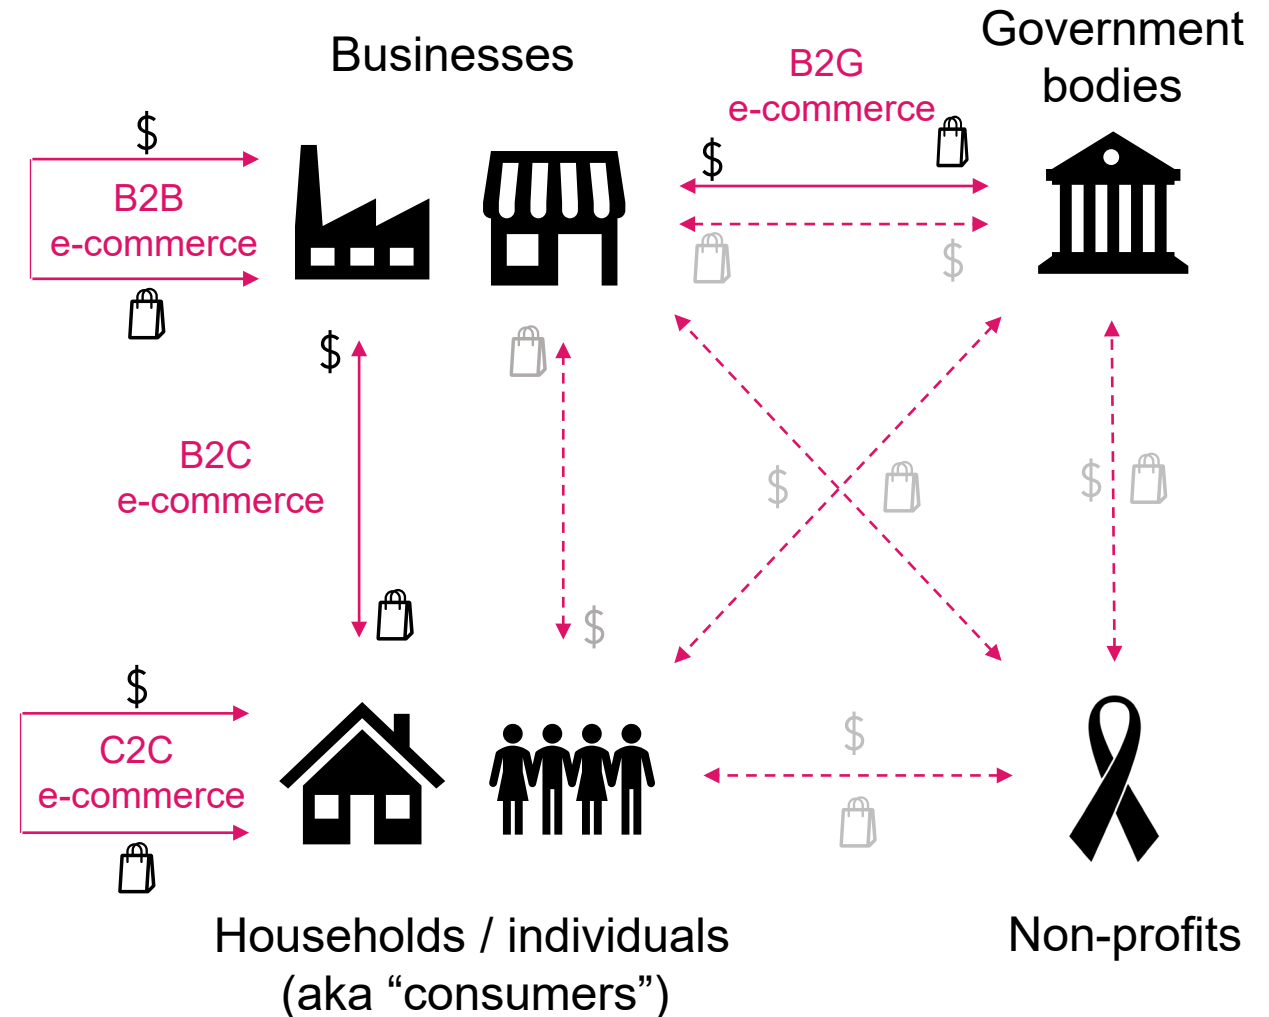 Businesses
Government
bodies
B2G
e-commerce
$
$
B2B
e-commerce
$
$
B2C
e-commerce
$
$
$
$
C2C
e-commerce
$
Households / individuals
(aka “consumers”)
Non-profits